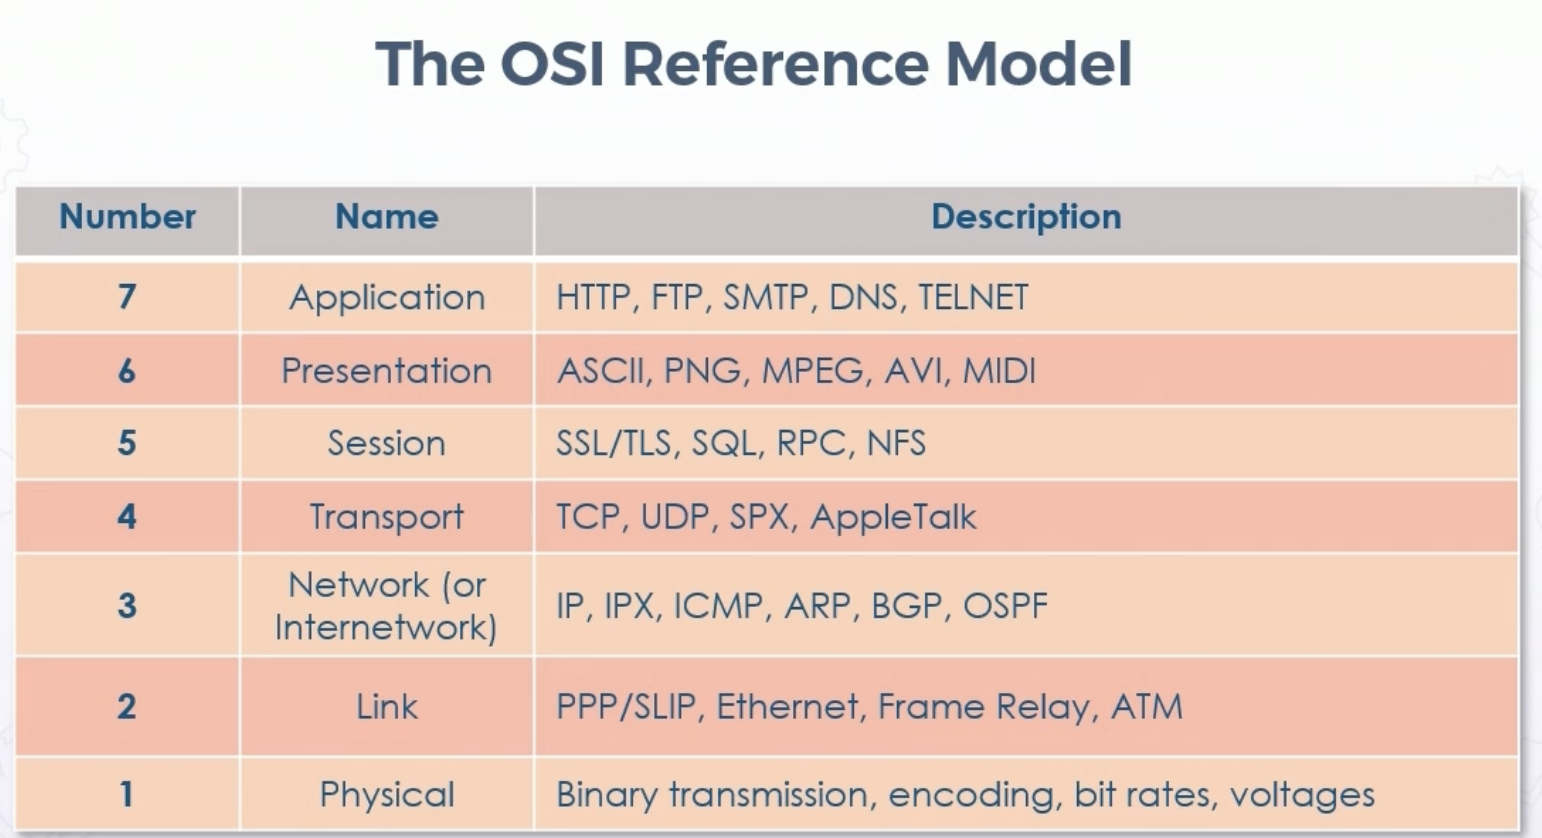 The OSI Reference Model
Number Name Description
7 Application HTTP, FTP, SMTP, DNS, TELNET
6 Presentation ASCII, PNG, MPEG, AVI, MIDI
5 Session SSL/TLS, SQL, RPC, NFS
4 Transport TCP, UDP, SPX, AppleTalk
3 Network (or
Internetwork) IP, IPX, ICMP, ARP, BGP, OSPF
2 Link PPP/SLIP, Ethernet, Frame Relay, ATM
1 Physical Binary transmission, encoding, bit rates, voltages